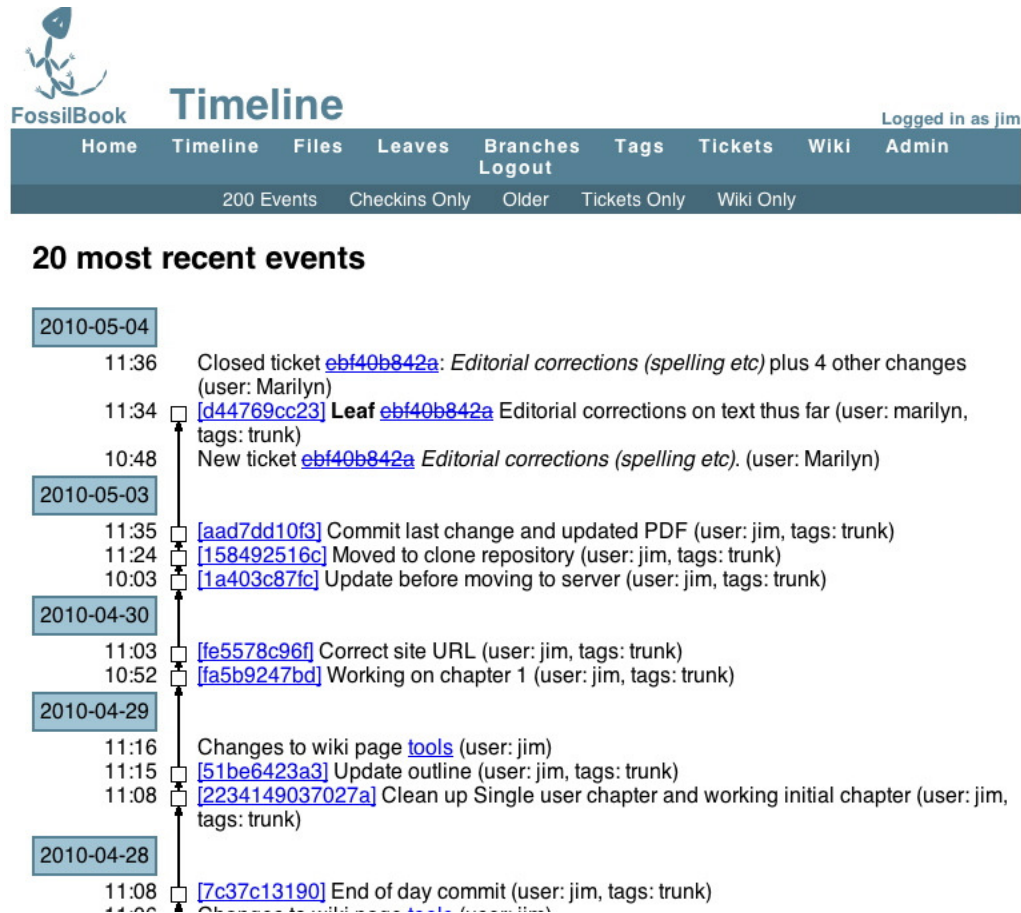 FossilBook
Timeline
Logged in as jim
Home Timeline Files Leaves Branches Tags Tickets Wiki Admin
Logout
200 Events Checkins Only Older Tickets Only Wiki Only
20 most recent events
2010-05-04
11:36 Closed ticket ebf40b842a: Editorial corrections (spelling etc) plus 4 other changes
(user: Marilyn)
11:34 [d44769cc23] Leaf ebf40b842a Editorial corrections on text thus far (user: marilyn,
tags: trunk)
10:48 New ticket ebf40b842a Editorial corrections (spelling etc). (user: Marilyn)
2010-05-03
11:35 [aad7dd10f3] Commit last change and updated PDF (user: jim, tags: trunk)
11:24 [158492516c] Moved to clone repository (user: jim, tags: trunk)
10:03 [1a403c87fc] Update before moving to server (user: jim, tags: trunk)
2010-04-30
11:03 [fe5578c96f] Correct site URL (user: jim, tags: trunk)
10:52 [fa5b9247bd] Working on chapter 1 (user: jim, tags: trunk)
2010-04-29
11:16 Changes to wiki page tools (user: jim)
11:15 [51be6423a3] Update outline (user: jim, tags: trunk)
11:08 [2234149037027a] Clean up Single user chapter and working initial chapter (user: jim,
tags: trunk)
2010-04-28
11:08 [7c37c13190] End of day commit (user: jim, tags: trunk)
Changes to wiki page tools (user: jim)